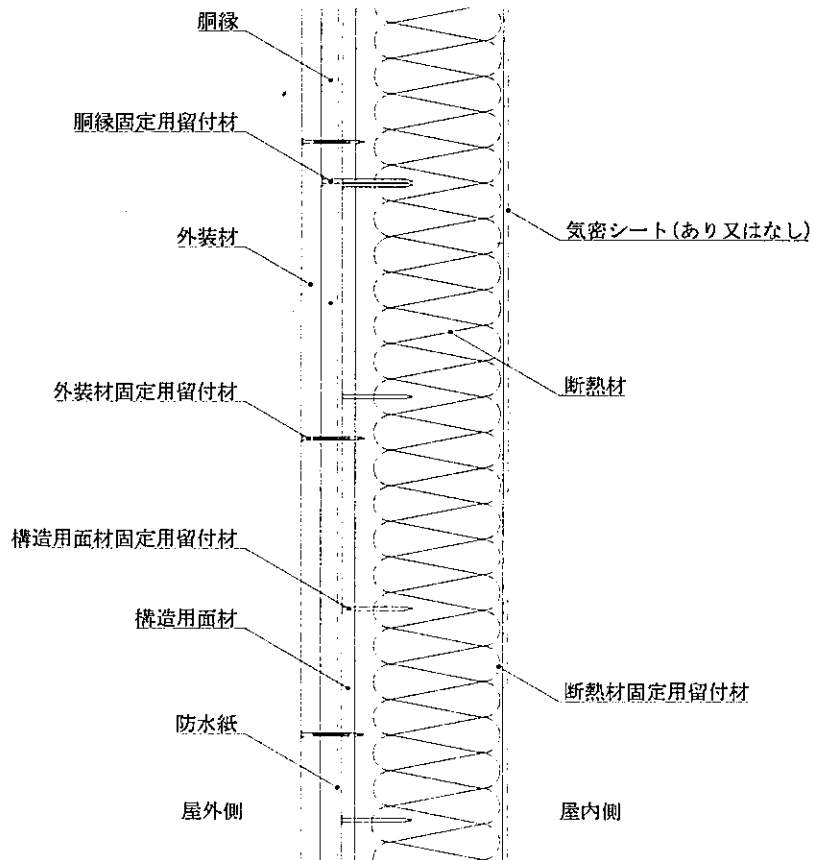 胴縁
胴縁固定用留付材
外装材
気密シート(あり又はなし)
断熱材
外装材固定用留付材
構造用面材固定用留付材
構造用面材
断熱材固定用留付材
防水紙
屋外側
屋内側